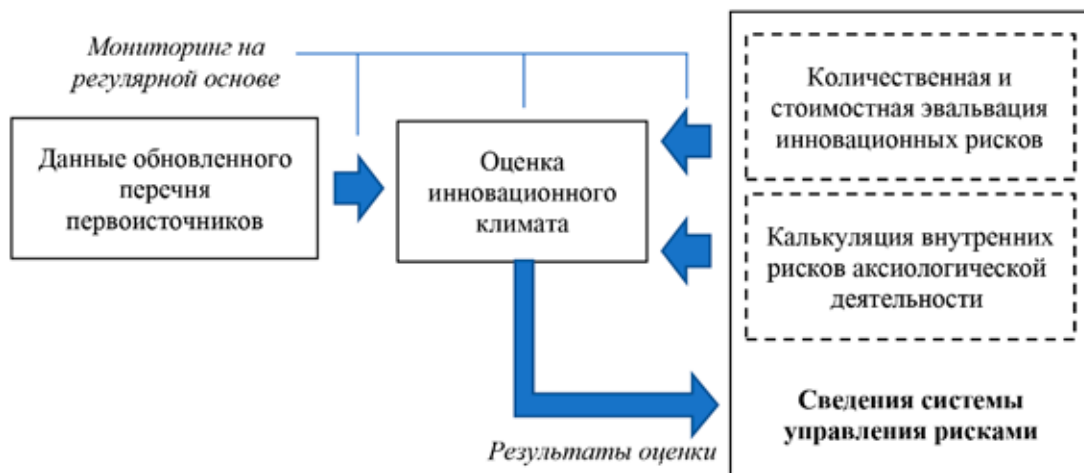 Мониторинг на
регулярной основе
Данные обновленного
перечня
первоисточников
Оценка
инновационного
климата
Количественная и
стоимостная эвальвация
инновационных рисков
Калькуляция внутренних
рисков аксиологической
деятельности
Сведения системы
управления рисками
Результаты оценки